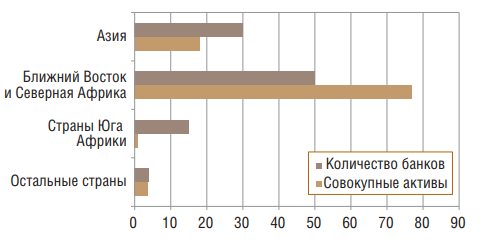 Азия
Ближний Восток
и Северная Африка
Страны Юга
Африки
Остальные страны
Количество банков
Совокупные активы
0 10 20 30 40 50 60 70 80 90